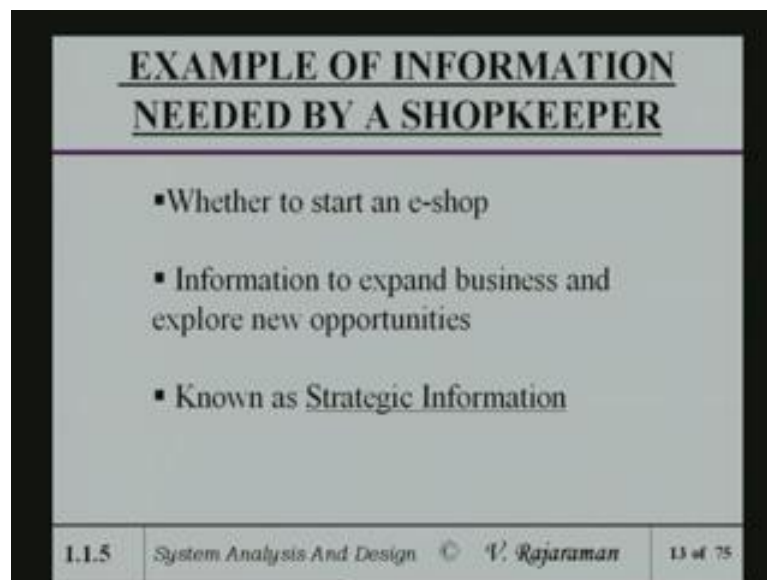 EXAMPLE OF INFORMATION
NEEDED BY A SHOPKEEPER
▪Whether to start an e-shop
▪ Information to expand business and
explore new opportunities
▪ Known as Strategic Information
1.1.5 System Analysis And Design © V. Rajaraman 13 of 75